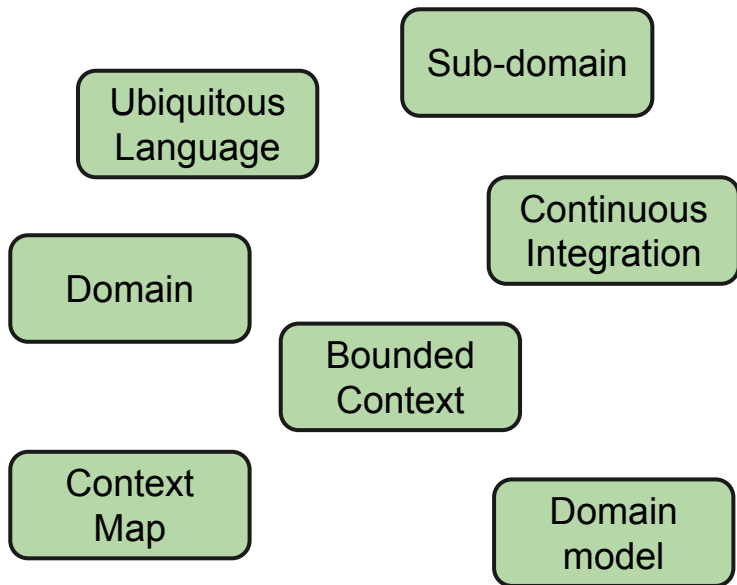 Sub-domain
Ubiquitous
Language
Continuous
Integration
Domain
Bounded
Context
Context
Map
Domain
model